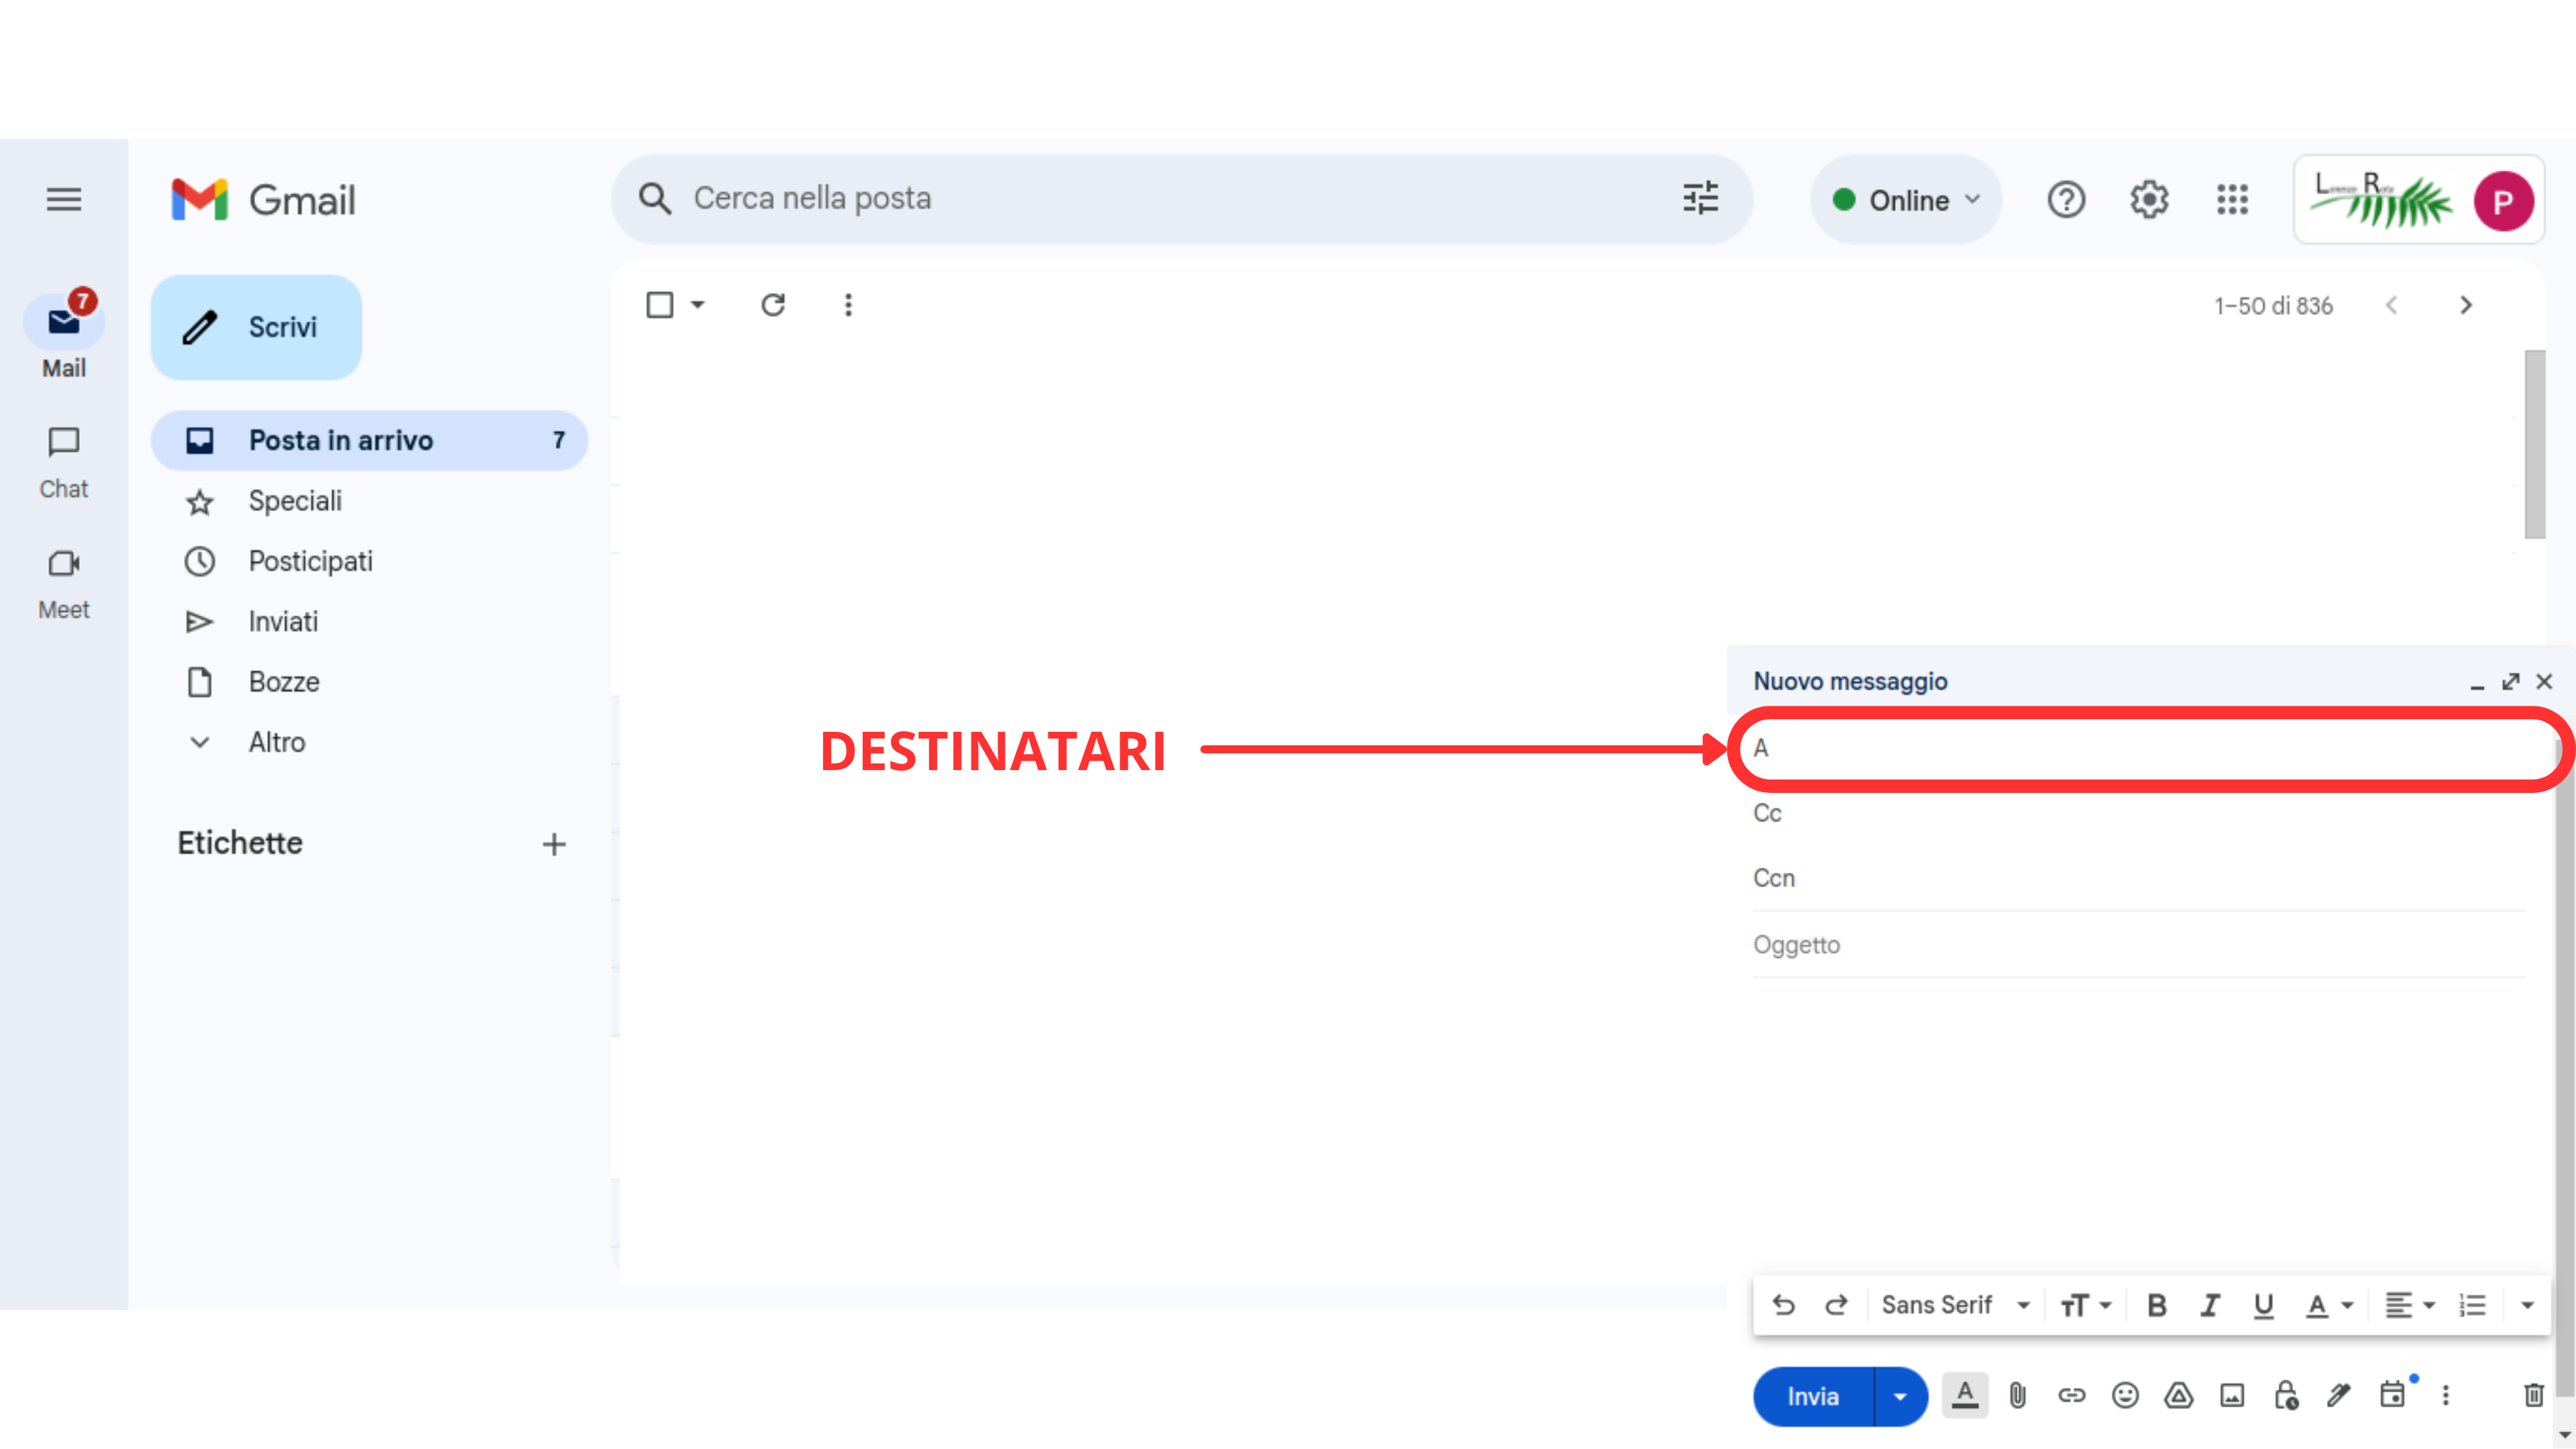 Gmail
Cerca nella posta
Online
L R
P
7
Mail
Chat
Meet
Scrivi
Posta in arrivo 7
Speciali
Posticipati
Inviati
Bozze
Altro
Etichette
1–50 di 836
DESTINATARI
Nuovo messaggio
A
Cc
Ccn
Oggetto
Sans Serif
Invia